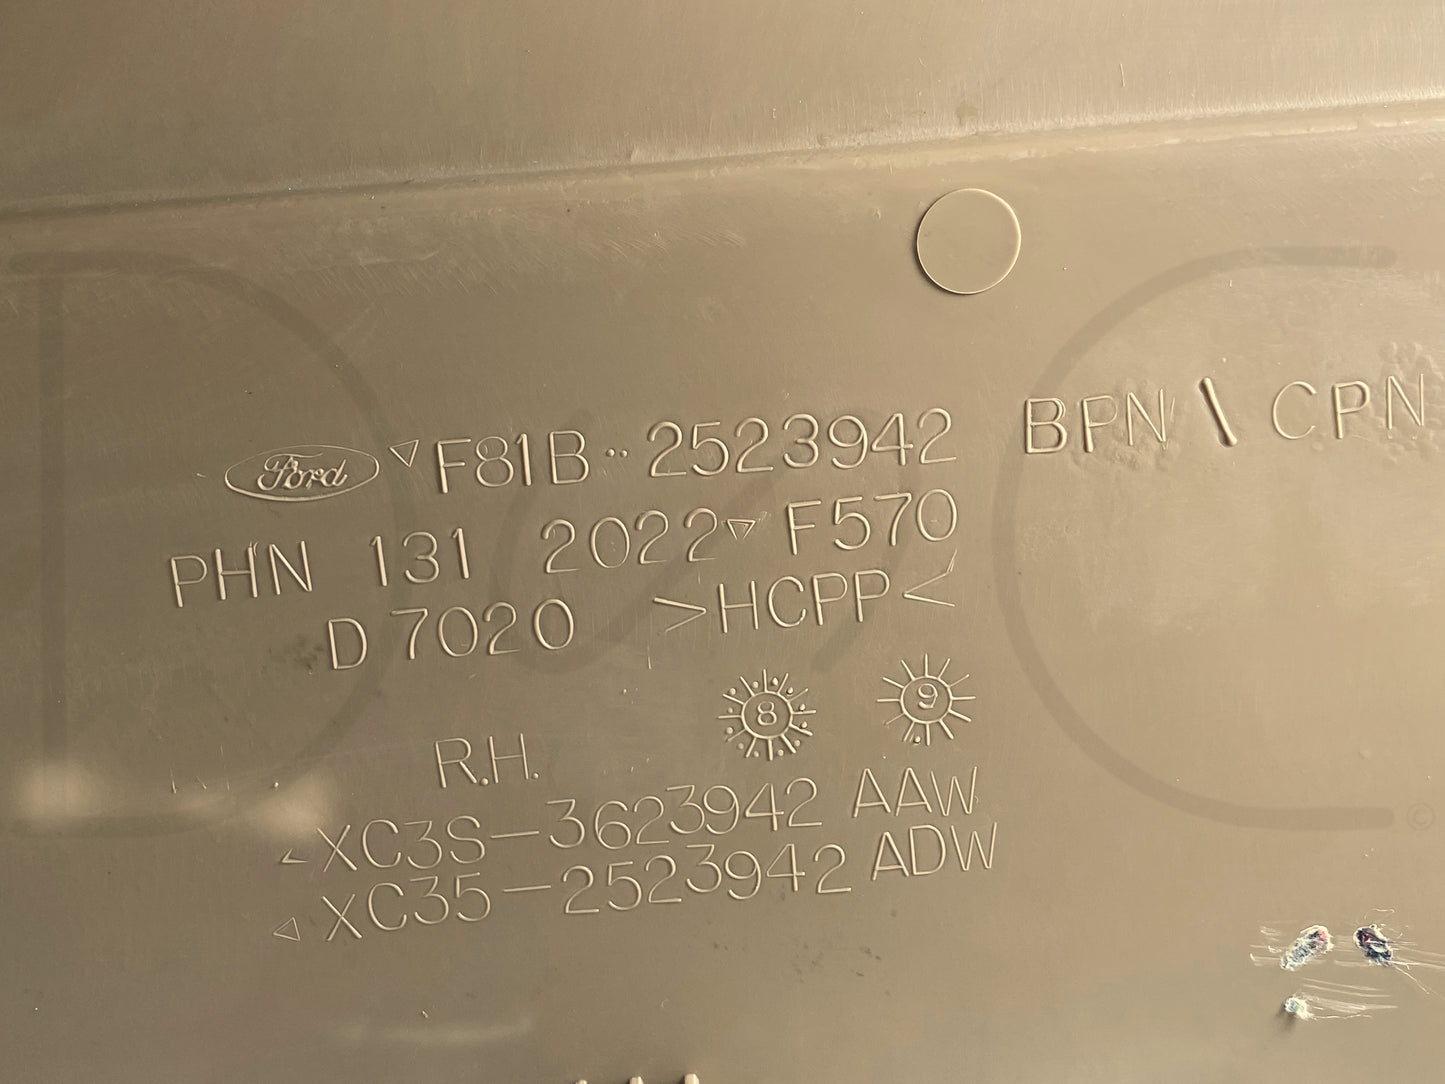 Ford F81B··2523942 BPN \ CPN
PHN 131 2022 F570
D 7020 >HCPP<
8 9
R.H.
XC3S-3623942 AAW
XC35-2523942 ADW
DC
©